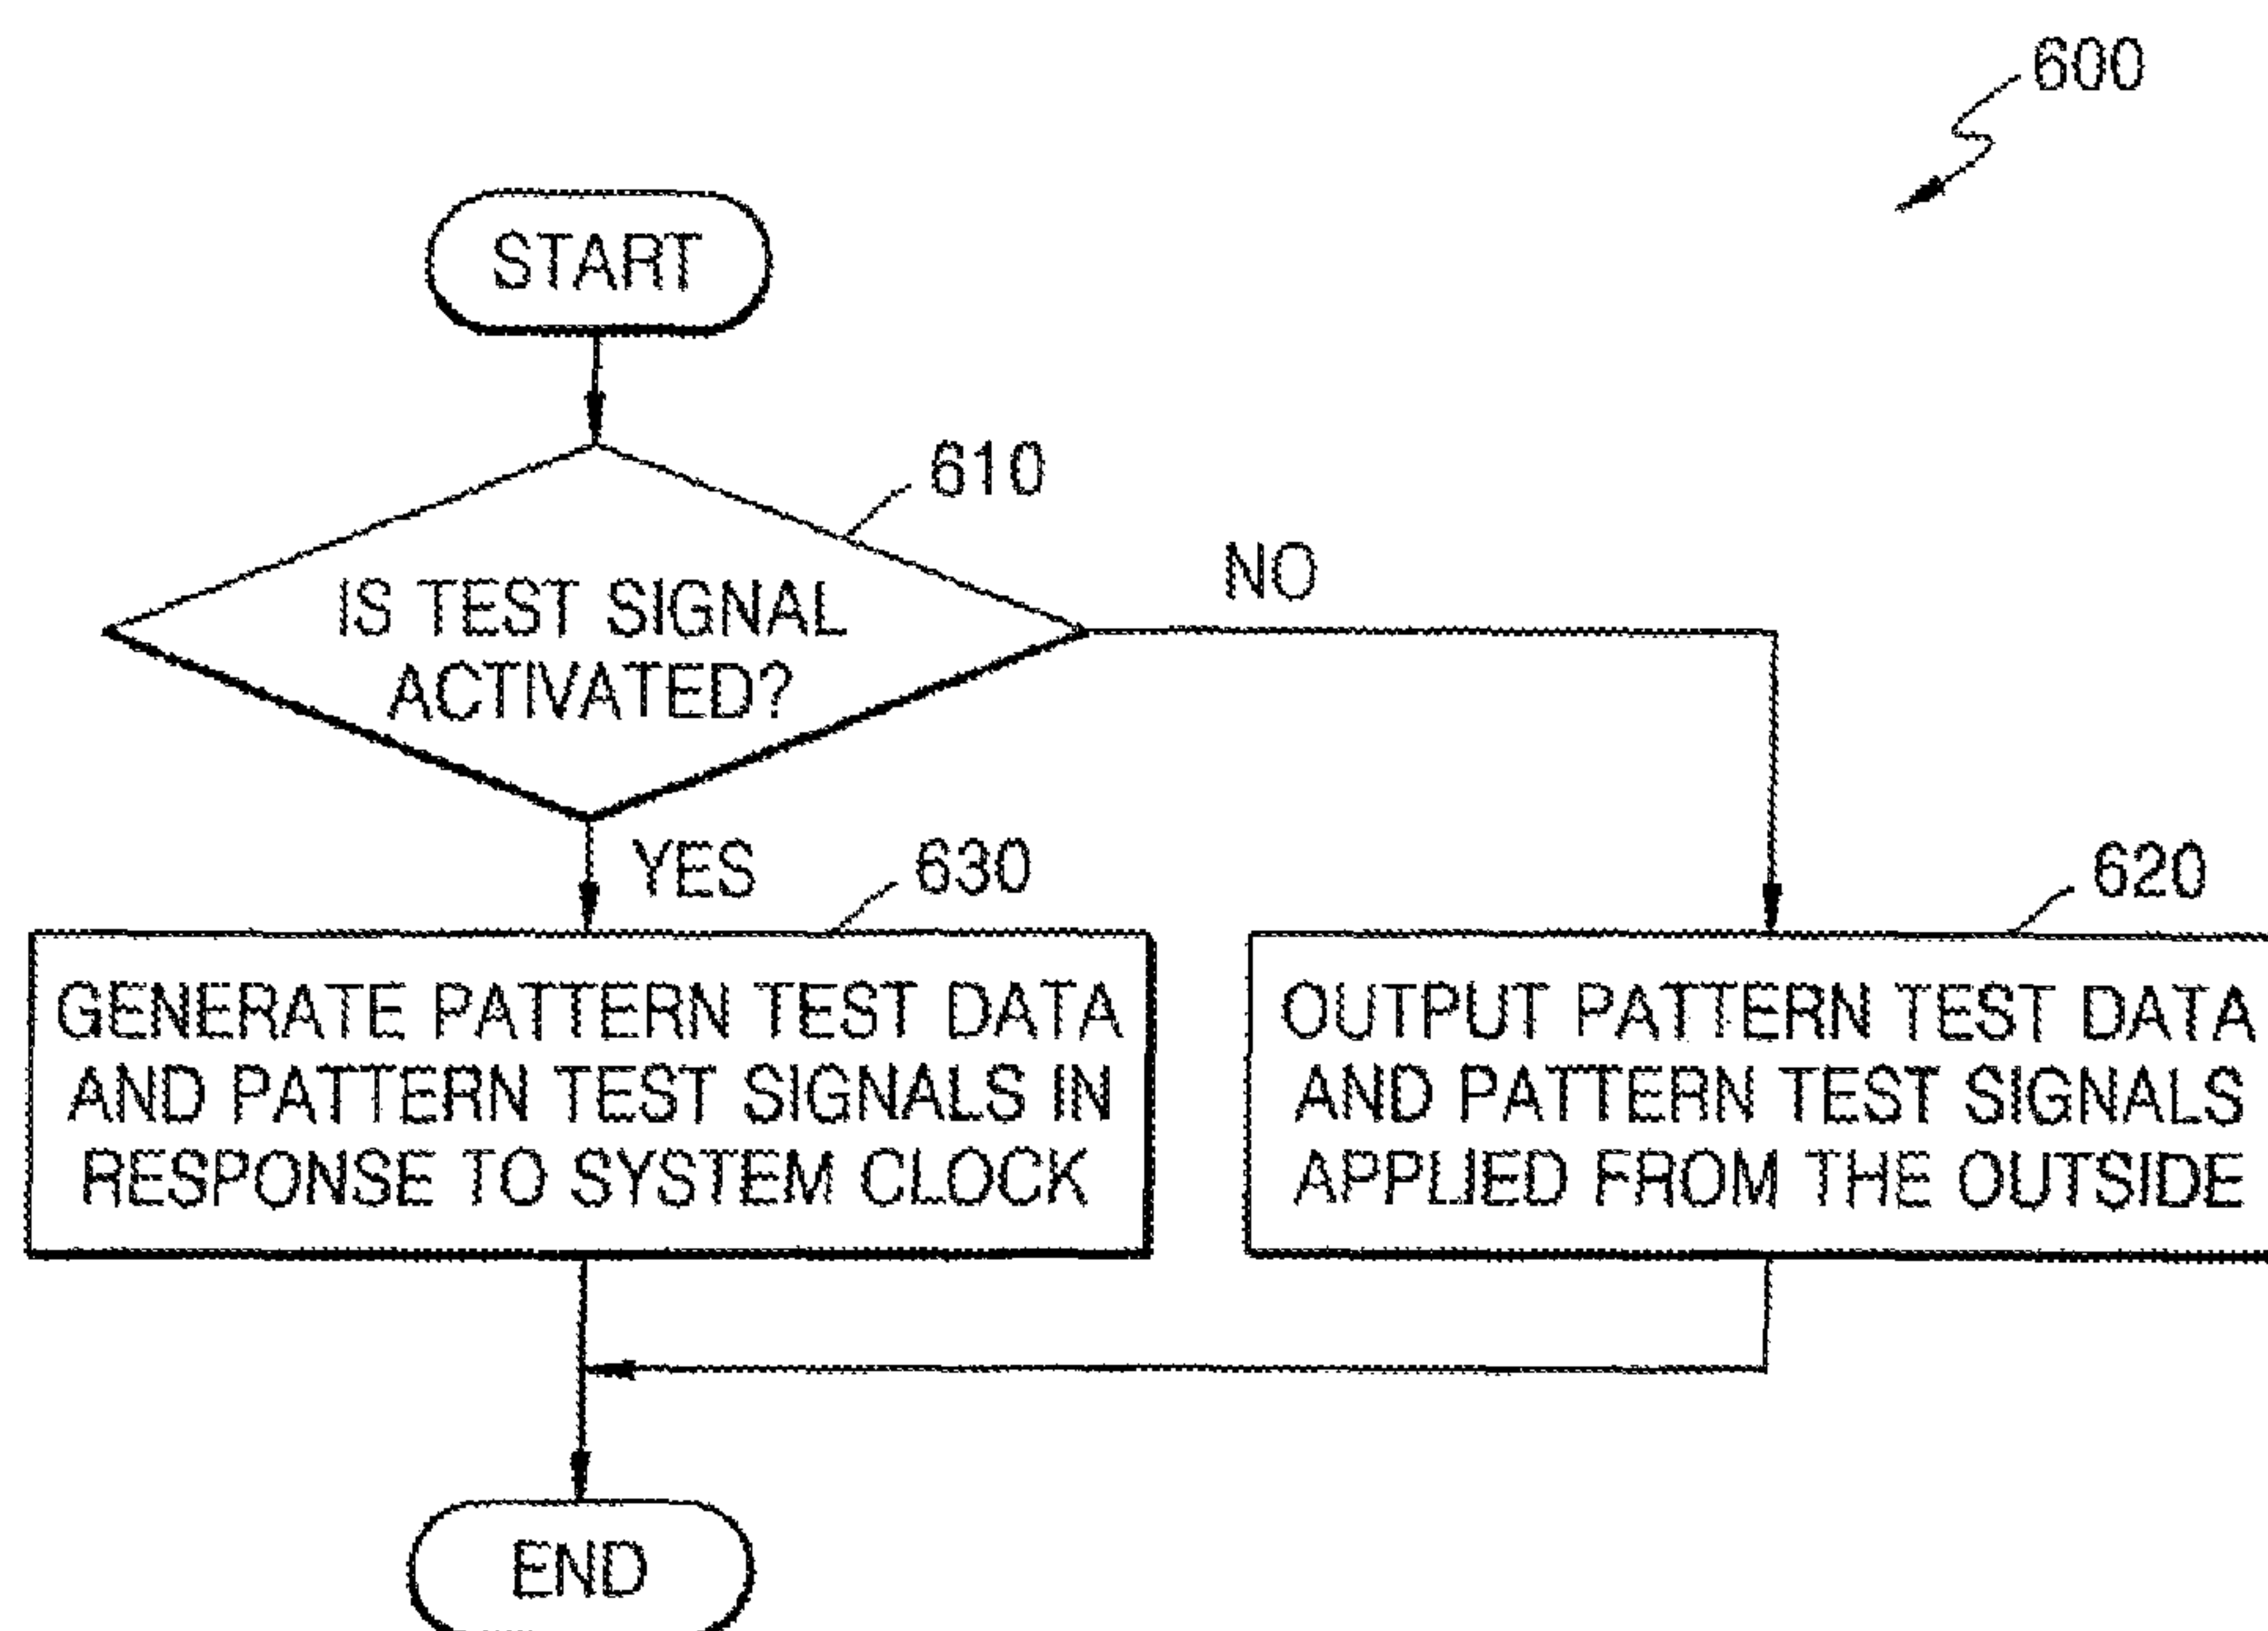 600
START
610
IS TEST SIGNAL
ACTIVATED?
NO
YES
630
GENERATE PATTERN TEST DATA
AND PATTERN TEST SIGNALS IN
RESPONSE TO SYSTEM CLOCK
620
OUTPUT PATTERN TEST DATA
AND PATTERN TEST SIGNALS
APPLIED FROM THE OUTSIDE
END